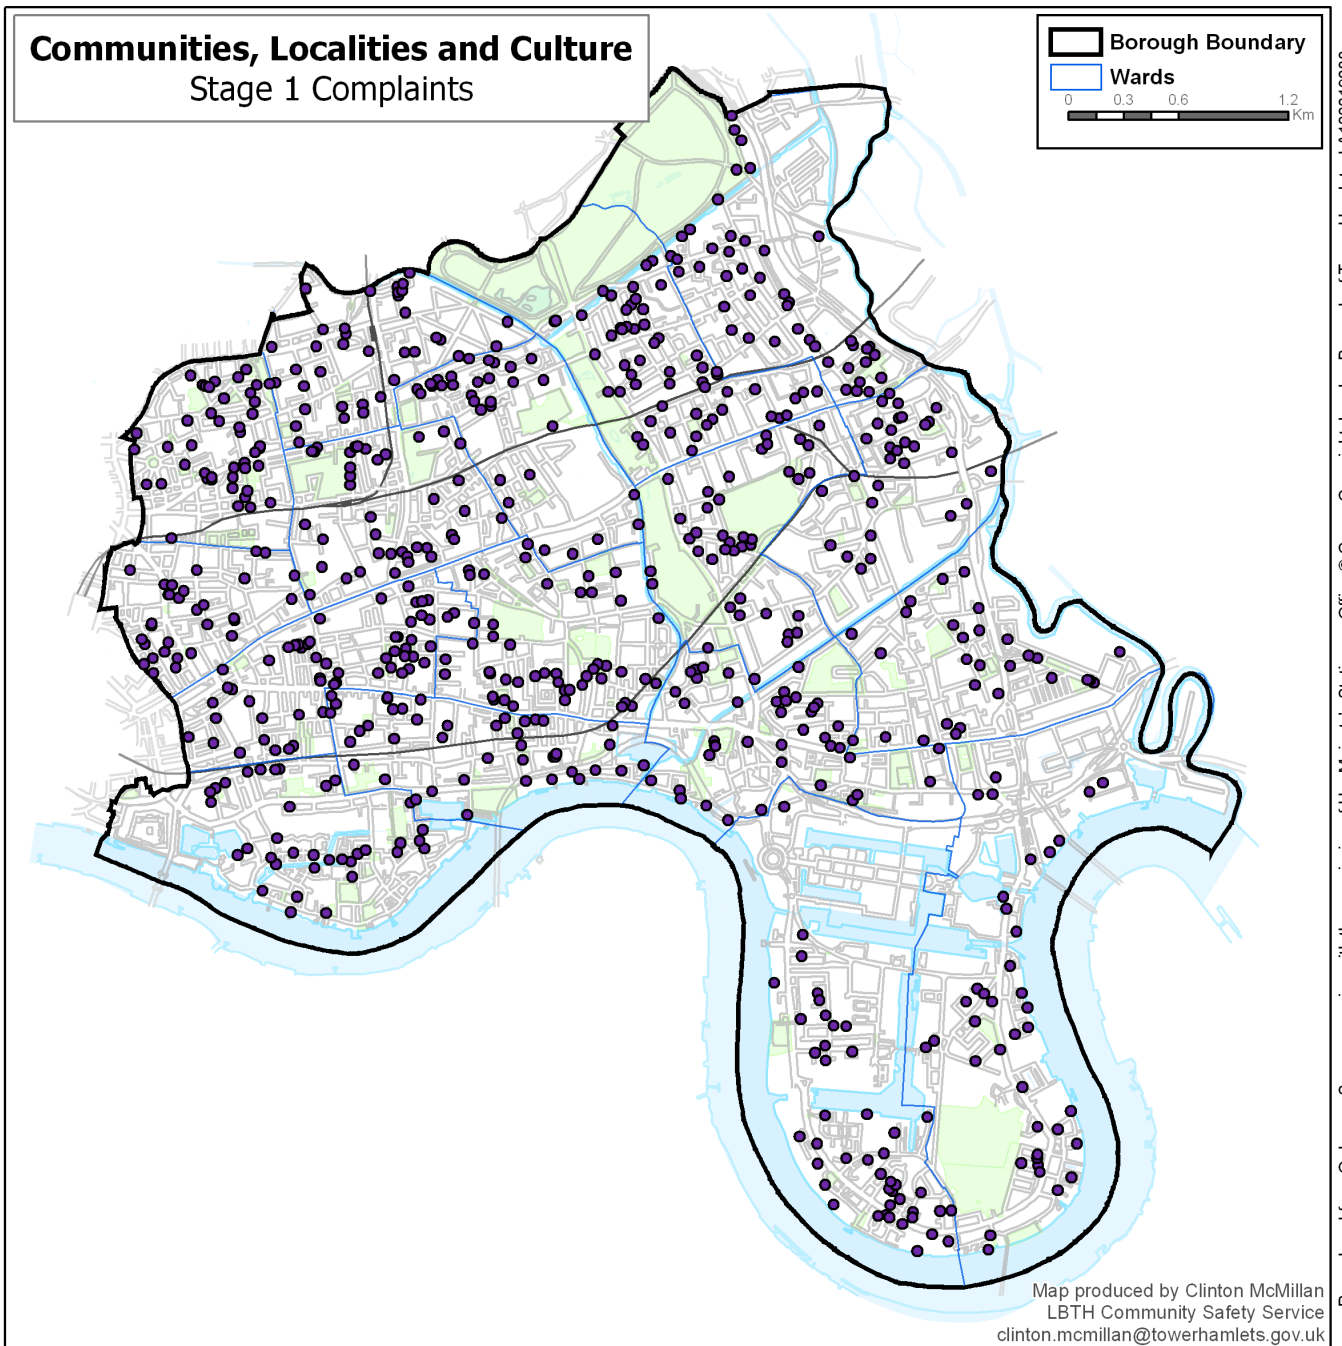 Communities, Localities and Culture
Stage 1 Complaints
Borough Boundary
Wards
0 0.3 0.6 1.2
Km
Map produced by Clinton McMillan
LBTH Community Safety Service
clinton.mcmillan@towerhamlets.gov.uk